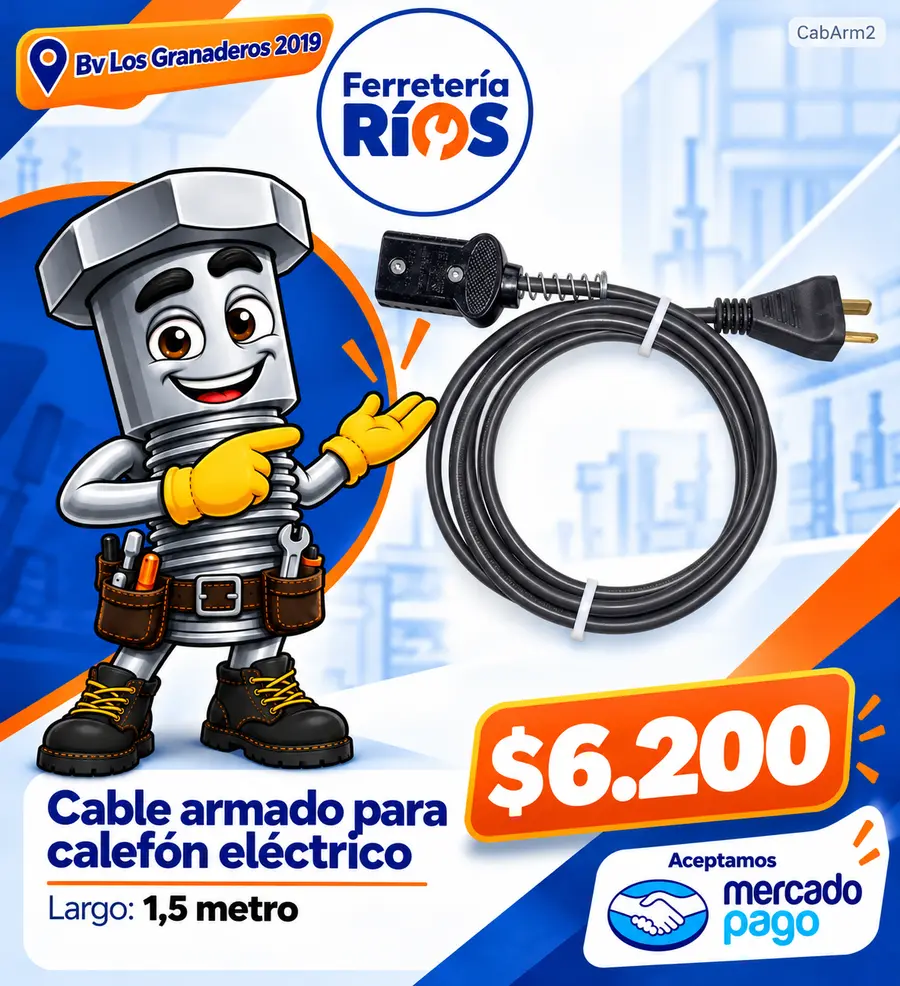 Bv Los Granaderos 2019
Ferretería
Ríos
CabArm2
$6.200
Cable armado para
calefón eléctrico
Largo: 1,5 metro
Aceptamos
mercado
pago